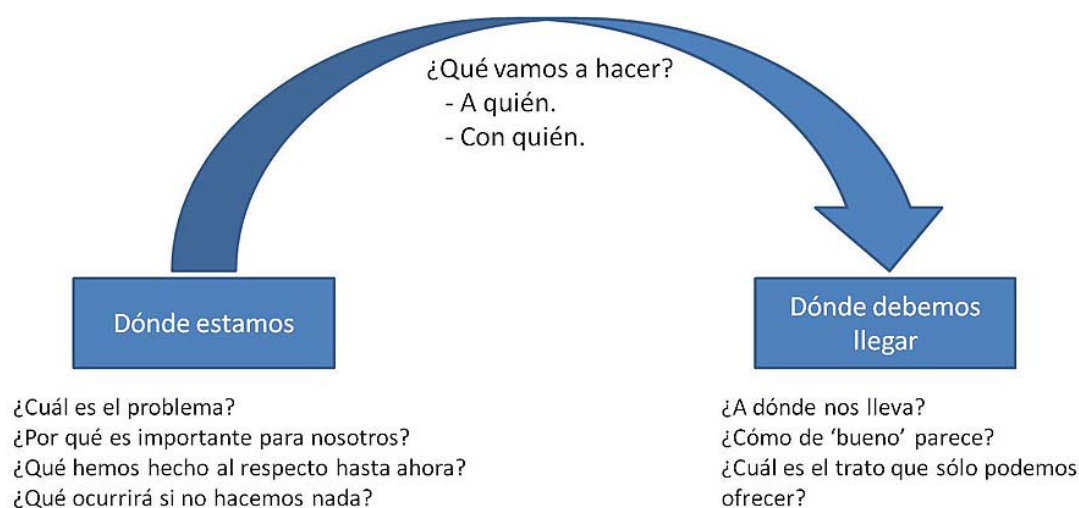 ¿Qué vamos a hacer?
- A quién.
- Con quién.
Dónde estamos
Dónde debemos
llegar
¿Cuál es el problema?
¿Por qué es importante para nosotros?
¿Qué hemos hecho al respecto hasta ahora?
¿Qué ocurrirá si no hacemos nada?
¿A dónde nos lleva?
¿Cómo de ‘bueno’ parece?
¿Cuál es el trato que sólo podemos
ofrecer?